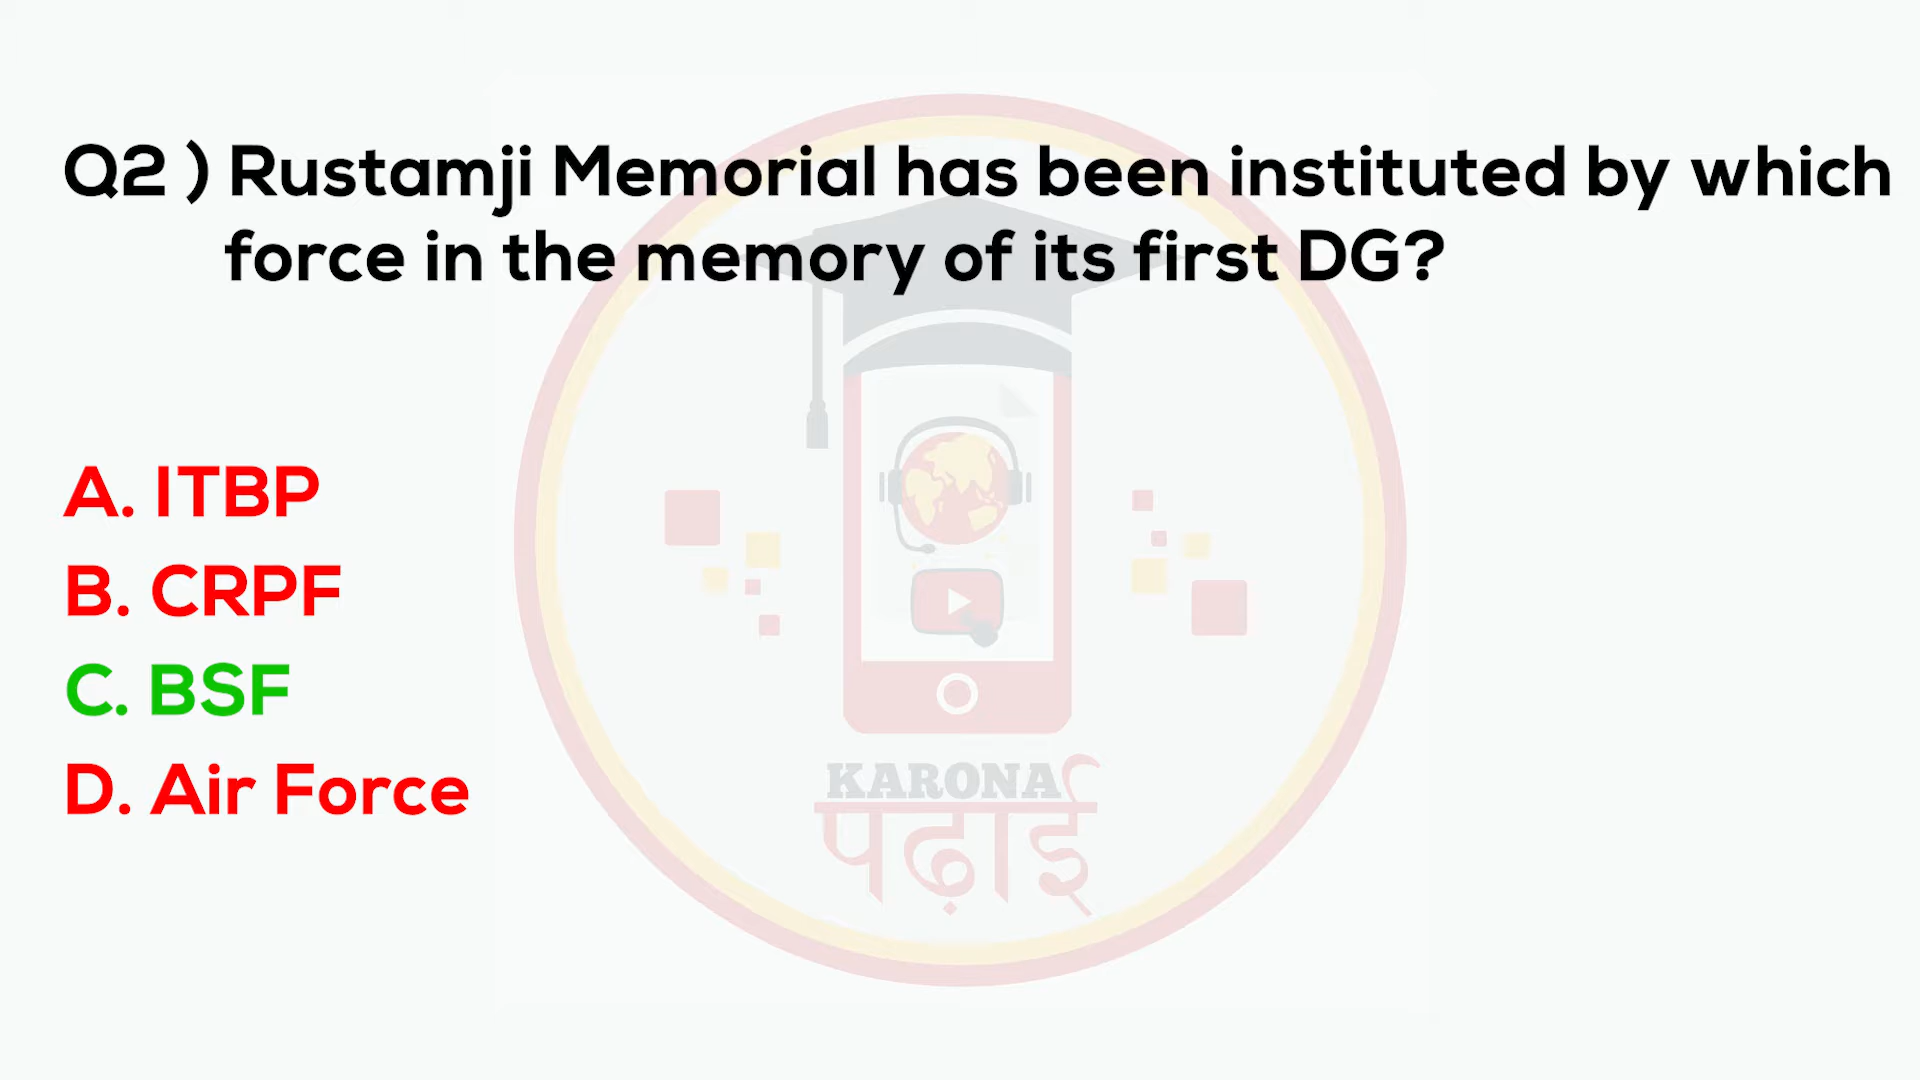 Q2 ) Rustamji Memorial has been instituted by which
force in the memory of its first DG?
A. ITBP
B. CRPF
C. BSF
D. Air Force
KARONA
पढ़ाई